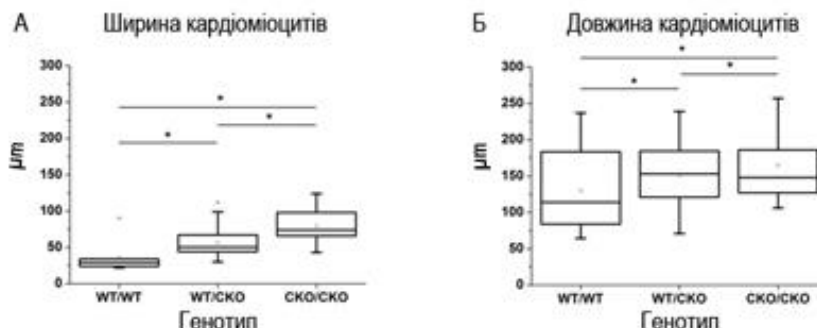 А Ширина кардіоміоцитів
300
250
200
150
100
50
0
µm
* * *
WT/WT WT/CKO CKO/CKO
Генотип
Б Довжина кардіоміоцитів
300
250
200
150
100
50
0
µm
* * *
WT/WT WT/CKO CKO/CKO
Генотип